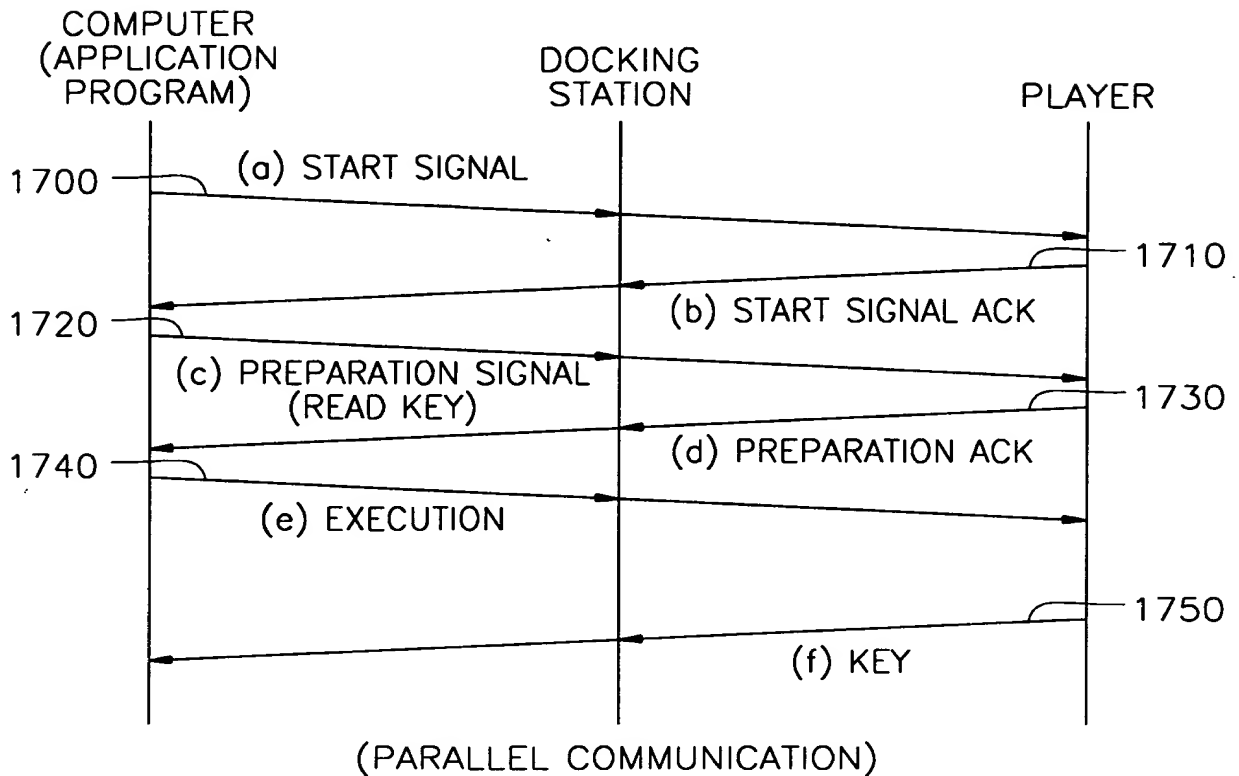 COMPUTER
(APPLICATION
PROGRAM)
DOCKING
STATION
PLAYER
(a) START SIGNAL
1700
1710
(b) START SIGNAL ACK
1720
(c) PREPARATION SIGNAL
(READ KEY)
1730
(d) PREPARATION ACK
1740
(e) EXECUTION
1750
(f) KEY
(PARALLEL COMMUNICATION)